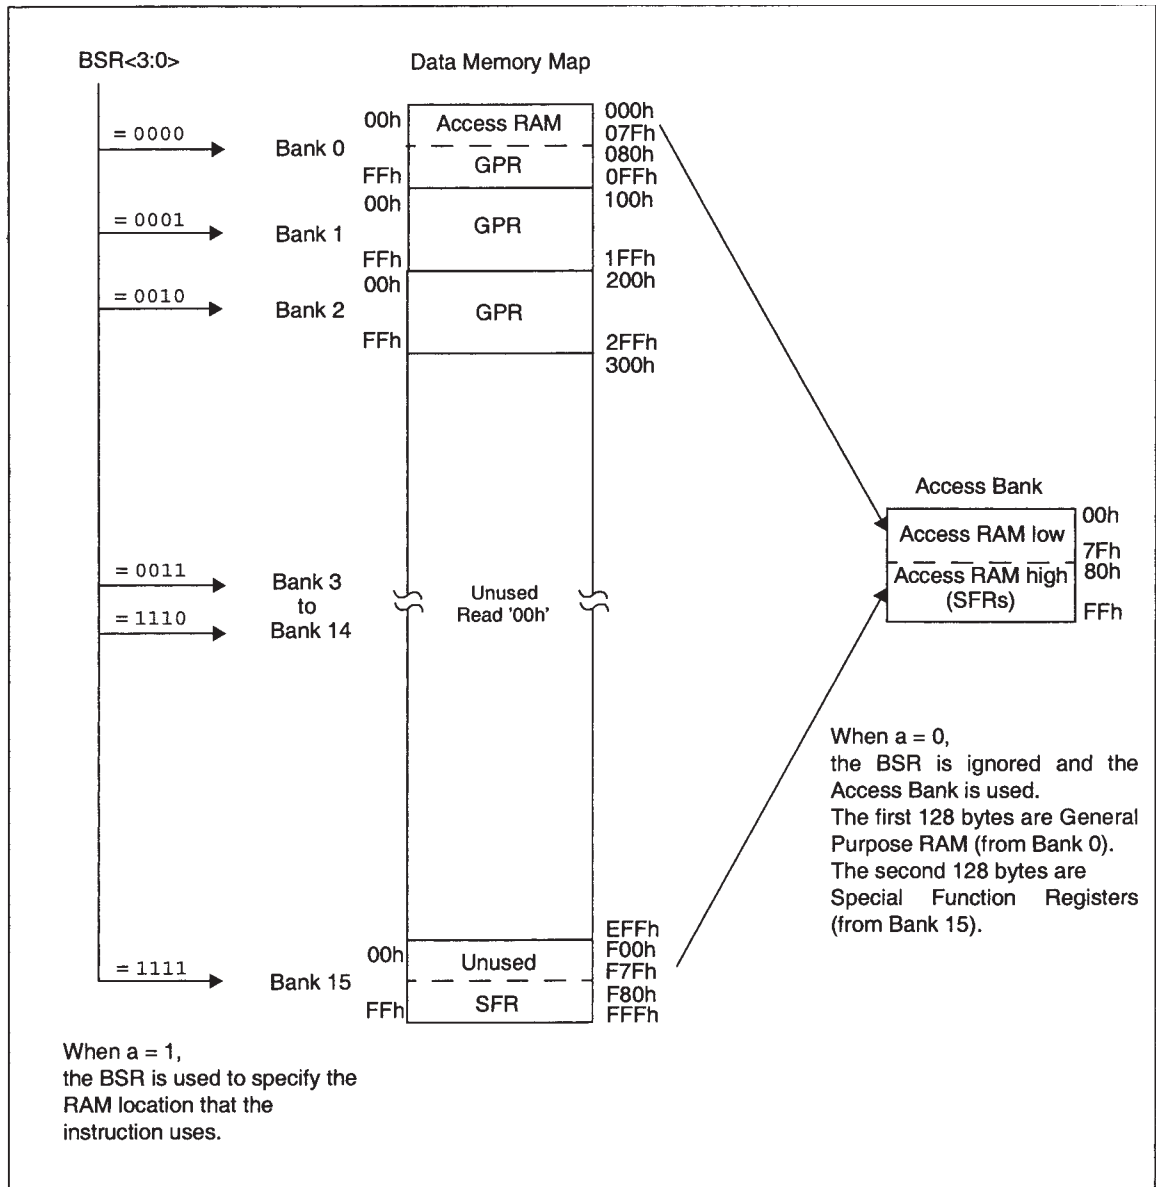 BSR<3:0>
Data Memory Map
= 0000
Bank 0
00h
Access RAM
000h
07Fh
FFh
GPR
080h
0FFh
= 0001
Bank 1
00h
GPR
FFh
100h
1FFh
= 0010
Bank 2
00h
GPR
FFh
200h
2FFh
300h
= 0011
= 1110
Bank 3
to
Bank 14
Unused
Read '00h'
EFFh
= 1111
Bank 15
00h
Unused
F00h
F7Fh
FFh
SFR
F80h
FFFh
Access Bank
Access RAM low
00h
7Fh
Access RAM high
(SFRs)
80h
FFh
When a = 0,
the BSR is ignored and the
Access Bank is used.
The first 128 bytes are General
Purpose RAM (from Bank 0).
The second 128 bytes are
Special Function Registers
(from Bank 15).
When a = 1,
the BSR is used to specify the
RAM location that the
instruction uses.